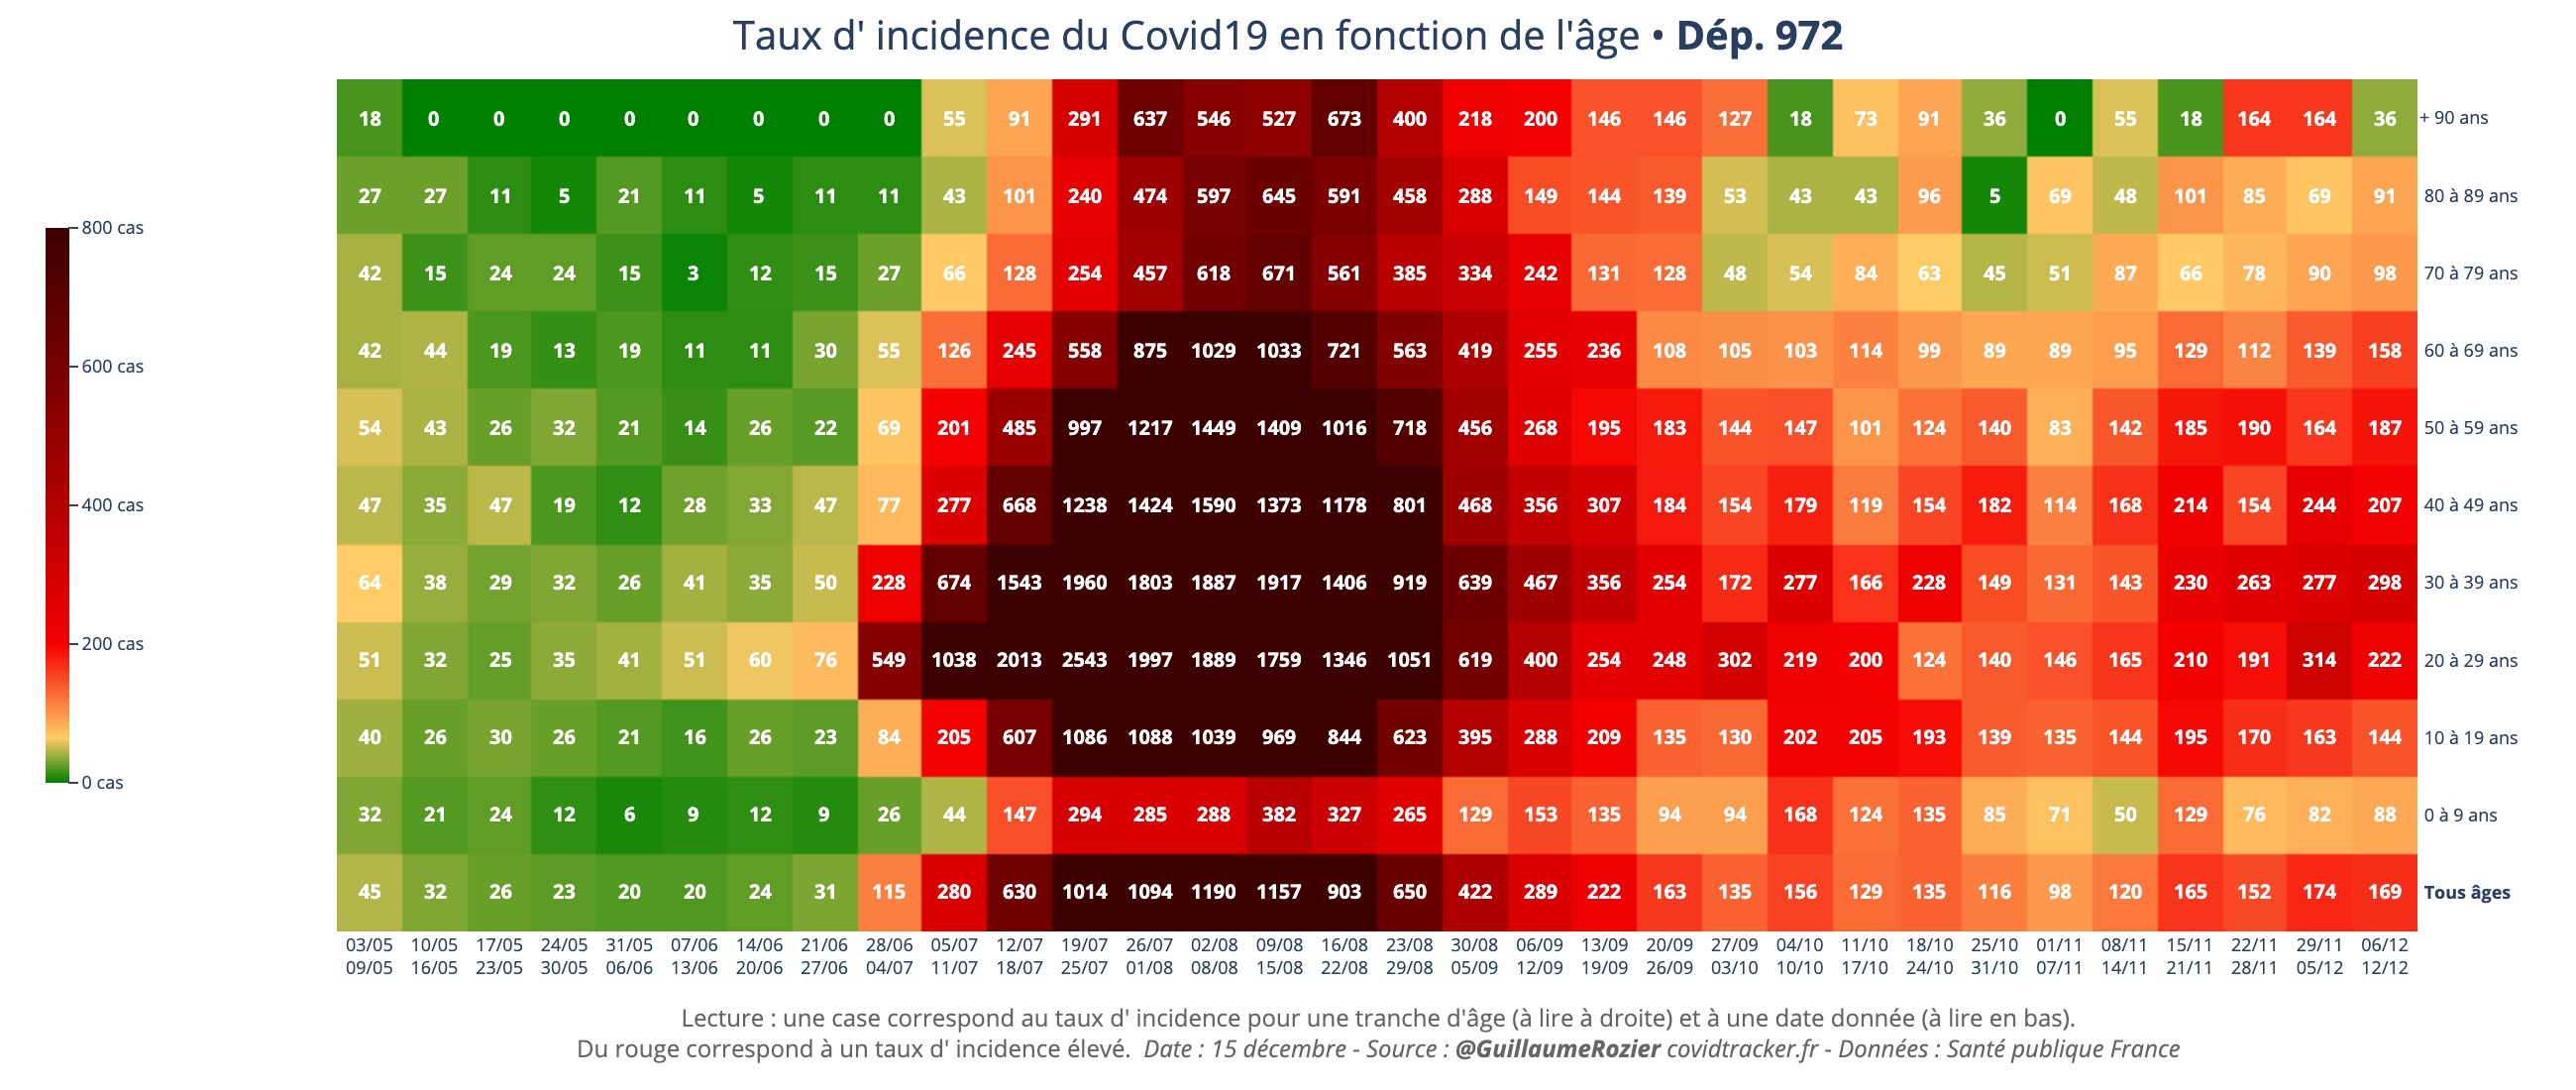 Taux d' incidence du Covid19 en fonction de l'âge • Dép. 972
18 0 0 0 0 0 0 0 0 55 91 291 637 546 527 673 400 218 200 146 146 127 18 73 91 36 0 55 18 164 164 36 + 90 ans
27 27 11 5 21 11 5 11 11 43 101 240 474 597 645 591 458 288 149 144 139 53 43 43 96 5 69 48 101 85 69 91 80 à 89 ans
800 cas
42 15 24 24 15 3 12 15 27 66 128 254 457 618 671 561 385 334 242 131 128 48 54 84 63 45 51 87 66 78 90 98 70 à 79 ans
42 44 19 13 19 11 11 30 55 126 245 558 875 1029 1033 721 563 419 255 236 108 105 103 114 99 89 89 95 129 112 139 158 60 à 69 ans
600 cas
54 43 26 32 21 14 26 22 69 201 485 997 1217 1449 1409 1016 718 456 268 195 183 144 147 101 124 140 83 142 185 190 164 187 50 à 59 ans
400 cas
47 35 47 19 12 28 33 47 77 277 668 1238 1424 1590 1373 1178 801 468 356 307 184 154 179 119 154 182 114 168 214 154 244 207 40 à 49 ans
64 38 29 32 26 41 35 50 228 674 1543 1960 1803 1887 1917 1406 919 639 467 356 254 172 277 166 228 149 131 143 230 263 277 298 30 à 39 ans
200 cas
51 32 25 35 41 51 60 76 549 1038 2013 2543 1997 1889 1759 1346 1051 619 400 254 248 302 219 200 124 140 146 165 210 191 314 222 20 à 29 ans
40 26 30 26 21 16 26 23 84 205 607 1086 1088 1039 969 844 623 395 288 209 135 130 202 205 193 139 135 144 195 170 163 144 10 à 19 ans
0 cas
32 21 24 12 6 9 12 9 26 44 147 294 285 288 382 327 265 129 153 135 94 94 168 124 135 85 71 50 129 76 82 88 0 à 9 ans
45 32 26 23 20 20 24 31 115 280 630 1014 1094 1190 1157 903 650 422 289 222 163 135 156 129 135 116 98 120 165 152 174 169 Tous âges
03/05 10/05 17/05 24/05 31/05 07/06 14/06 21/06 28/06 05/07 12/07 19/07 26/07 02/08 09/08 16/08 23/08 30/08 06/09 13/09 20/09 27/09 04/10 11/10 18/10 25/10 01/11 08/11 15/11 22/11 29/11 06/12
09/05 16/05 23/05 30/05 06/06 13/06 20/06 27/06 04/07 11/07 18/07 25/07 01/08 08/08 15/08 22/08 29/08 05/09 12/09 19/09 26/09 03/10 10/10 17/10 24/10 31/10 07/11 14/11 21/11 28/11 05/12 12/12
Lecture : une case correspond au taux d' incidence pour une tranche d'âge (à lire à droite) et à une date donnée (à lire en bas).
Du rouge correspond à un taux d' incidence élevé. Date : 15 décembre - Source : @GuillaumeRozier covidtracker.fr - Données : Santé publique France